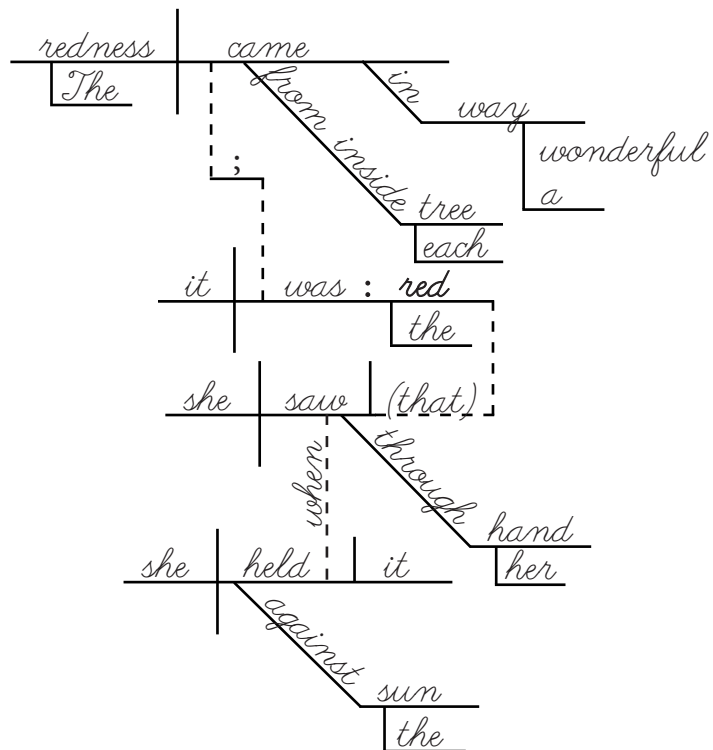 redness came
The
in
way
from inside
wonderful
a
tree
each
;
it was : red
the
she saw (that)
through
when
hand
her
she held it
against
sun
the